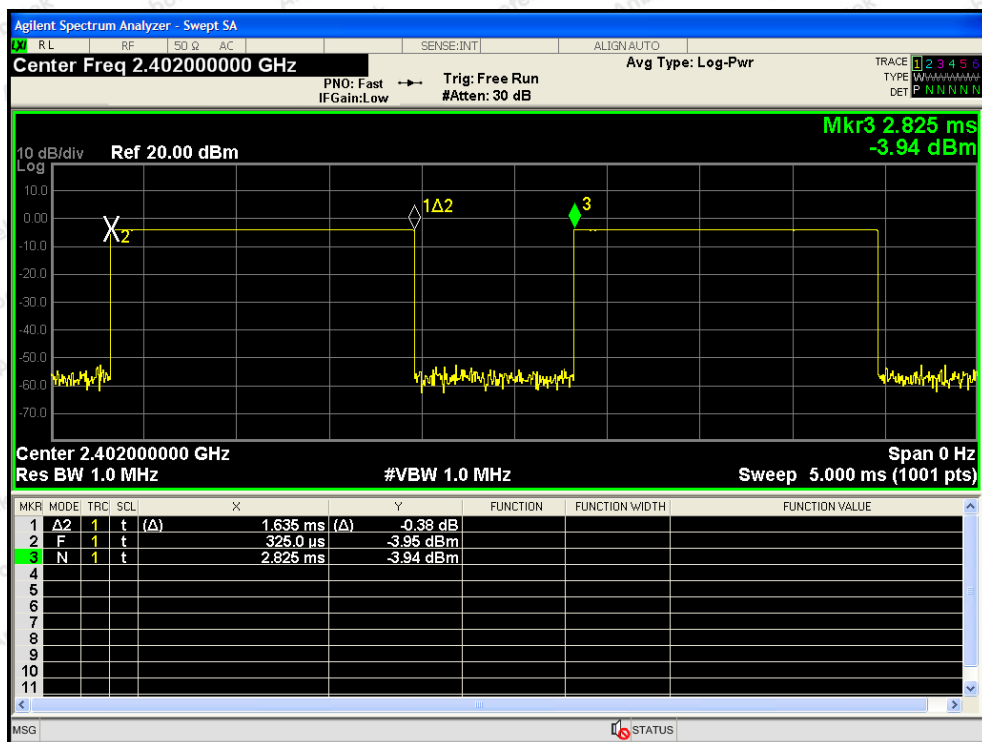 Agilent Spectrum Analyzer - Swept SA
LXI RL RF 50 Ω AC SENSE:INT ALIGN AUTO
Center Freq 2.402000000 GHz
Avg Type: Log-Pwr
TRACE 1 2 3 4 5 6
PNO: Fast Trig: Free Run
TYPE WWWWWW
IFGain:Low #Atten: 30 dB
DET P N N N N N
Mkr3 2.825 ms
10 dB/div Ref 20.00 dBm -3.94 dBm
Log
10.0
0.00
-10.0
-20.0
-30.0
-40.0
-50.0
-60.0
-70.0
2
1Δ2
3
Center 2.402000000 GHz Span 0 Hz
Res BW 1.0 MHz #VBW 1.0 MHz Sweep 5.000 ms (1001 pts)
MKR MODE TRC SCL X Y FUNCTION FUNCTION WIDTH FUNCTION VALUE
1 Δ2 1 t (Δ) 1.635 ms (Δ) -0.38 dB
2 F 1 t 325.0 µs -3.95 dBm
3 N 1 t 2.825 ms -3.94 dBm
4
5
6
7
8
9
10
11
MSG STATUS